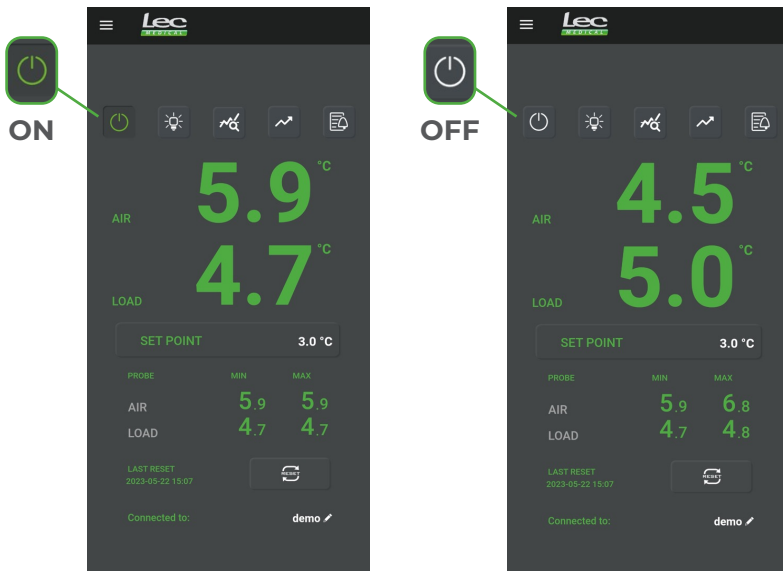 Lec
MEDICAL
ON
AIR
5.9 °C
LOAD
4.7 °C
SET POINT 3.0 °C
PROBE MIN MAX
AIR 5.9 5.9
LOAD 4.7 4.7
LAST RESET
2023-05-22 15:07
RESET
Connected to: demo
Lec
MEDICAL
OFF
AIR
4.5 °C
LOAD
5.0 °C
SET POINT 3.0 °C
PROBE MIN MAX
AIR 5.9 6.8
LOAD 4.7 4.8
LAST RESET
2023-05-22 15:07
RESET
Connected to: demo